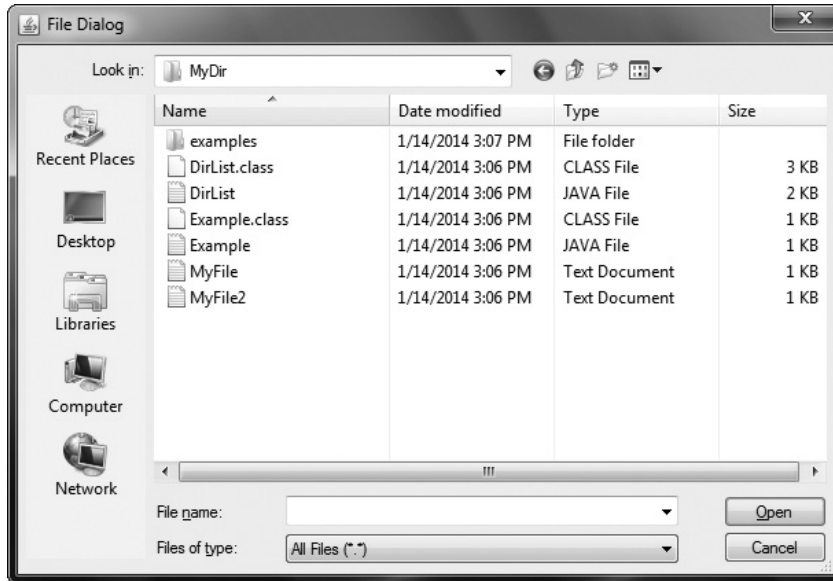 File Dialog
Look in: MyDir
Recent Places
Desktop
Libraries
Computer
Network
Name Date modified Type Size
examples 1/14/2014 3:07 PM File folder
DirList.class 1/14/2014 3:06 PM CLASS File 3 KB
DirList 1/14/2014 3:06 PM JAVA File 2 KB
Example.class 1/14/2014 3:06 PM CLASS File 1 KB
Example 1/14/2014 3:06 PM JAVA File 1 KB
MyFile 1/14/2014 3:06 PM Text Document 1 KB
MyFile2 1/14/2014 3:06 PM Text Document 1 KB
File name: Open
Files of type: All Files (*.*) Cancel